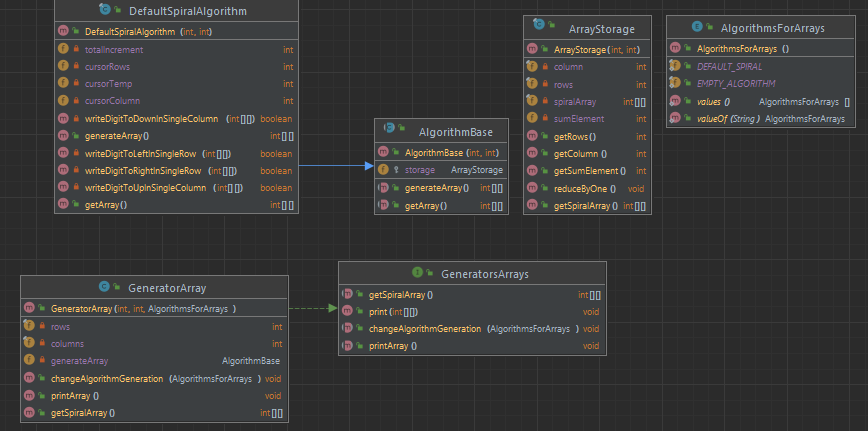 DefaultSpiralAlgorithm
DefaultSpiralAlgorithm (int, int)
totalIncrement int
cursorRows int
cursorTemp int
cursorColumn int
writeDigitToDownInSingleColumn (int[][]) boolean
generateArray() int[][]
writeDigitToLeftInSingleRow (int[][]) boolean
writeDigitToRightInSingleRow (int[][]) boolean
writeDigitToUpInSingleColumn (int[][]) boolean
getArray() int[][]
AlgorithmBase
AlgorithmBase (int, int)
storage ArrayStorage
generateArray() int[][]
getArray() int[][]
ArrayStorage
ArrayStorage(int, int)
column int
rows int
spiralArray int[][]
sumElement int
getRows() int
getColumn () int
getSumElement () int
reduceByOne () void
getSpiralArray() int[][]
AlgorithmsForArrays
AlgorithmsForArrays ()
DEFAULT_SPIRAL
EMPTY_ALGORITHM
values () AlgorithmsForArrays []
valueOf(String) AlgorithmsForArrays
GeneratorArray
GeneratorArray(int, int, AlgorithmsForArrays )
rows int
columns int
generateArray AlgorithmBase
changeAlgorithmGeneration (AlgorithmsForArrays ) void
printArray () void
getSpiralArray() int[][]
GeneratorsArrays
getSpiralArray() int[][]
print(int[][]) void
changeAlgorithmGeneration (AlgorithmsForArrays ) void
printArray () void